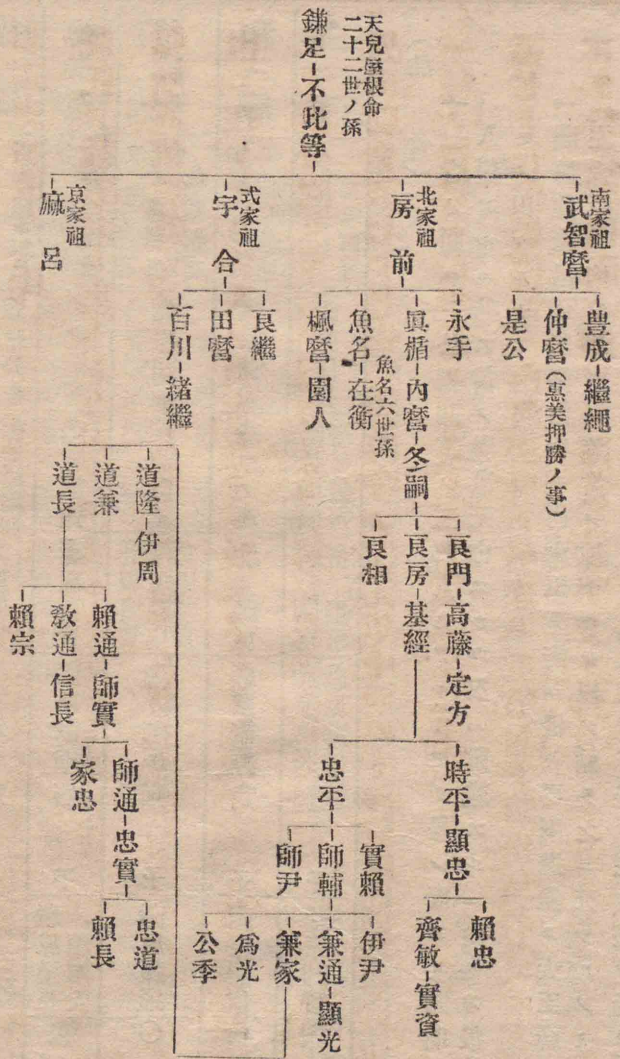 天兒屋根命
二十二世ノ孫
鎌足-不比等
南家祖
武智麿
豊成-繼繩
仲麿(惠美押勝ノ事)
是公
北家祖
房前
永手
眞楯-內麿-冬嗣
魚名六世孫
魚名-在衡
楓麿-園人
良門-高藤-定方
良房-基經
良相
時平-顯忠
賴忠
齊敏-實資
忠平
實賴
師輔
師尹
伊尹
兼通-顯光
兼家
爲光
公季
道隆-伊周
道兼
道長
賴通-師實
敎通-信長
賴宗
師通-忠實
家忠
忠道
賴長
式家祖
宇合
良繼
田麿
百川-緒繼
京家祖
麻呂